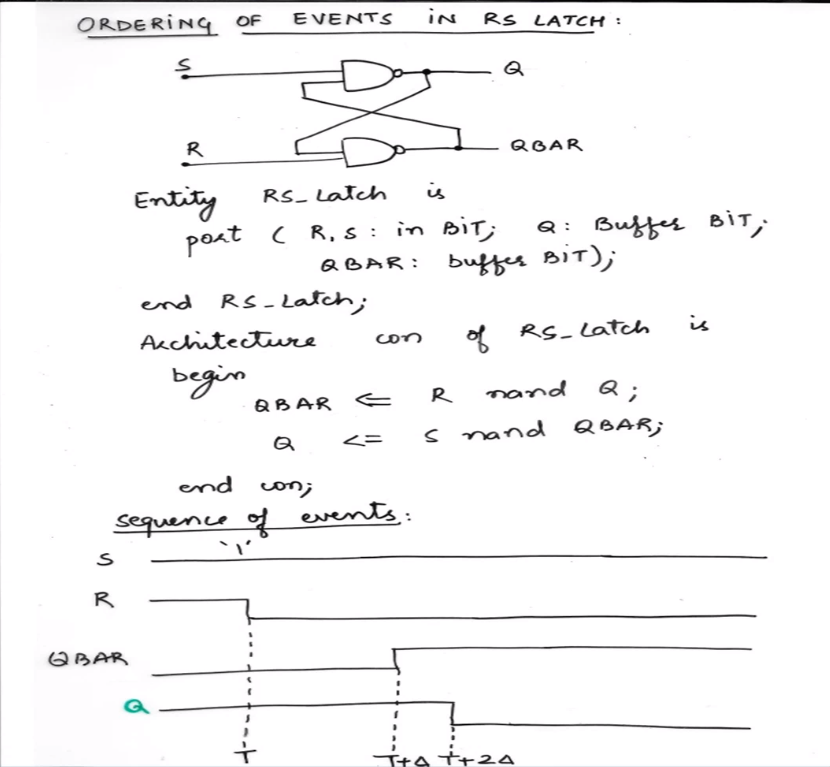 ORDERING OF EVENTS IN RS LATCH :
S
Q
R
QBAR
Entity RS_Latch is
port ( R, S : in BIT; Q : Buffer BIT;
QBAR : buffer BIT);
end RS_Latch;
Architecture con of RS_Latch is
begin
QBAR <= R nand Q ;
Q <= S nand QBAR;
end con;
sequence of events :
'1'
S
R
QBAR
Q
T T+Δ T+2Δ